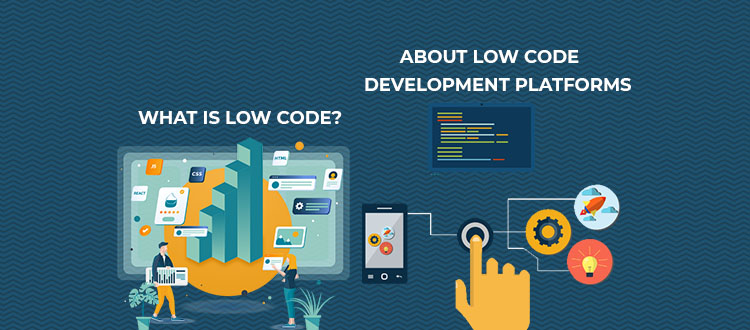 ABOUT LOW CODE
DEVELOPMENT PLATFORMS
WHAT IS LOW CODE?
JS
CSS
HTML
REACT